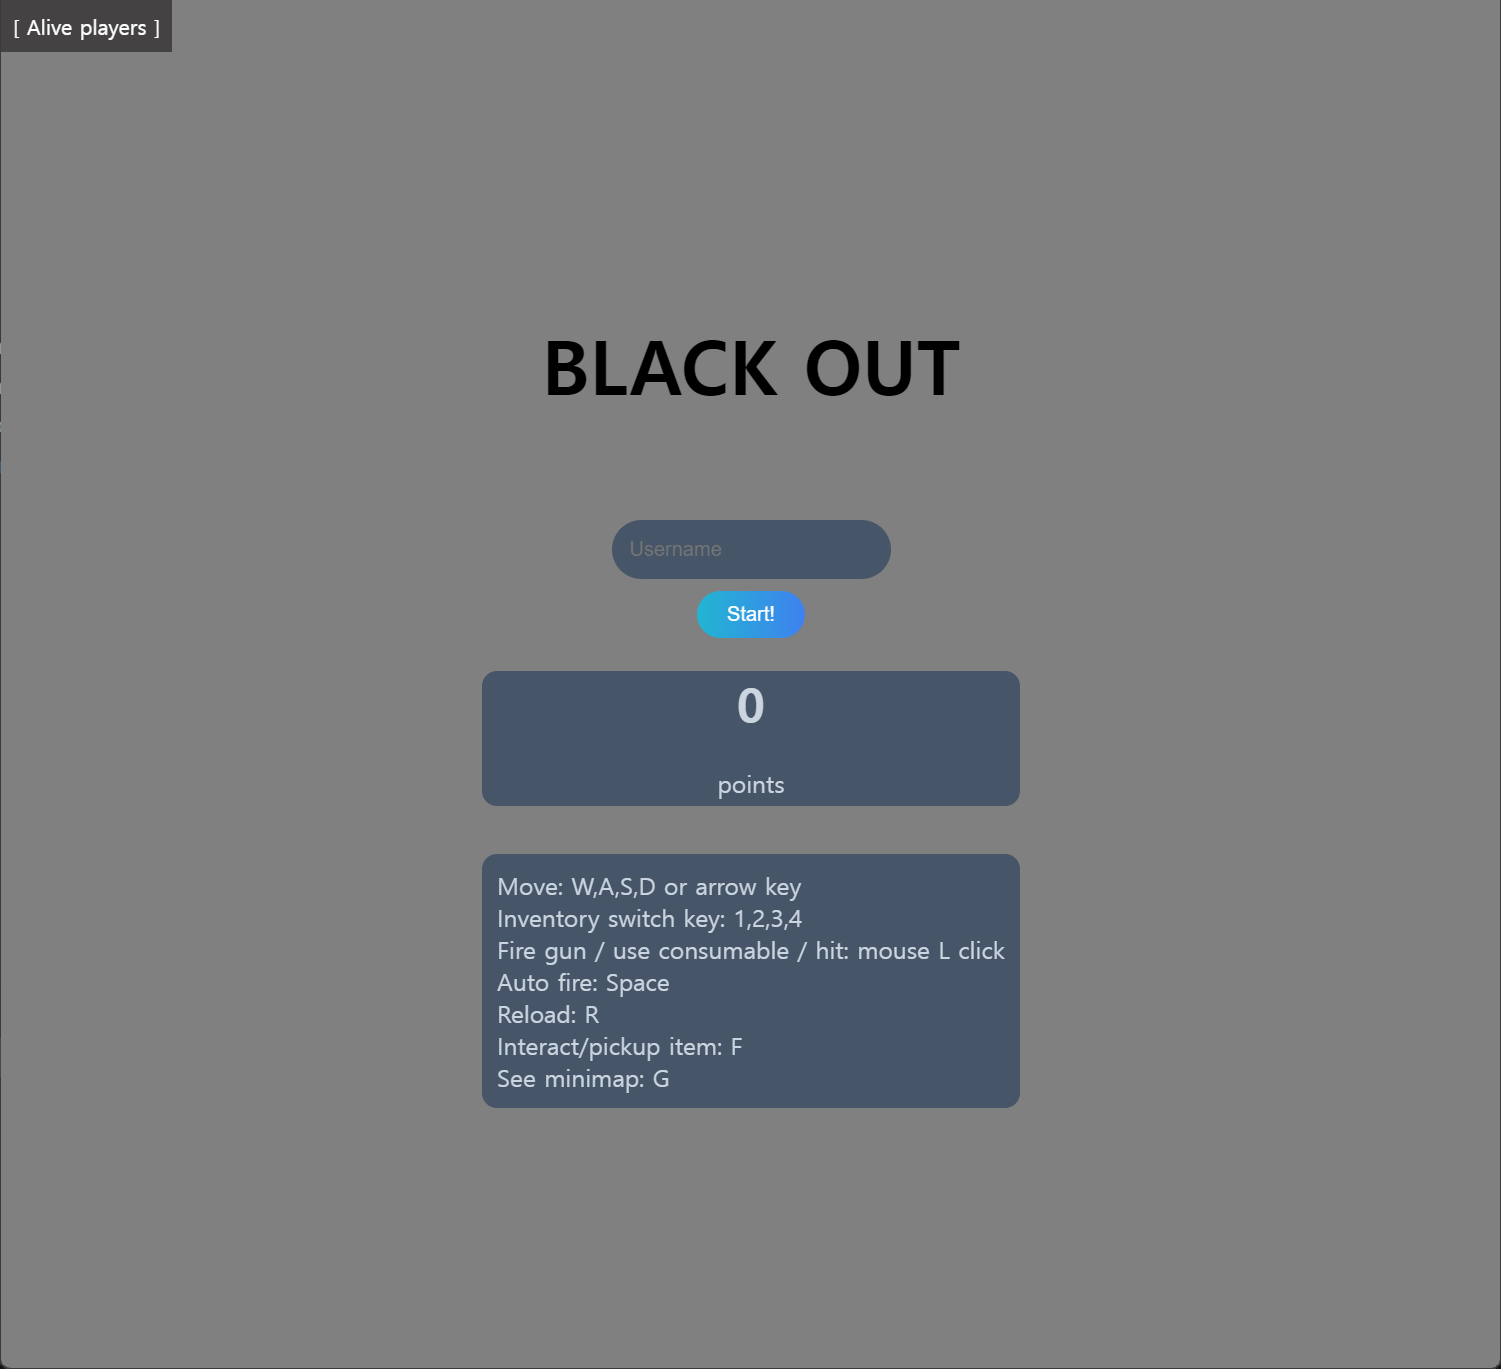 [ Alive players ]
BLACK OUT
Username
Start!
0
points
Move: W,A,S,D or arrow key
Inventory switch key: 1,2,3,4
Fire gun / use consumable / hit: mouse L click
Auto fire: Space
Reload: R
Interact/pickup item: F
See minimap: G